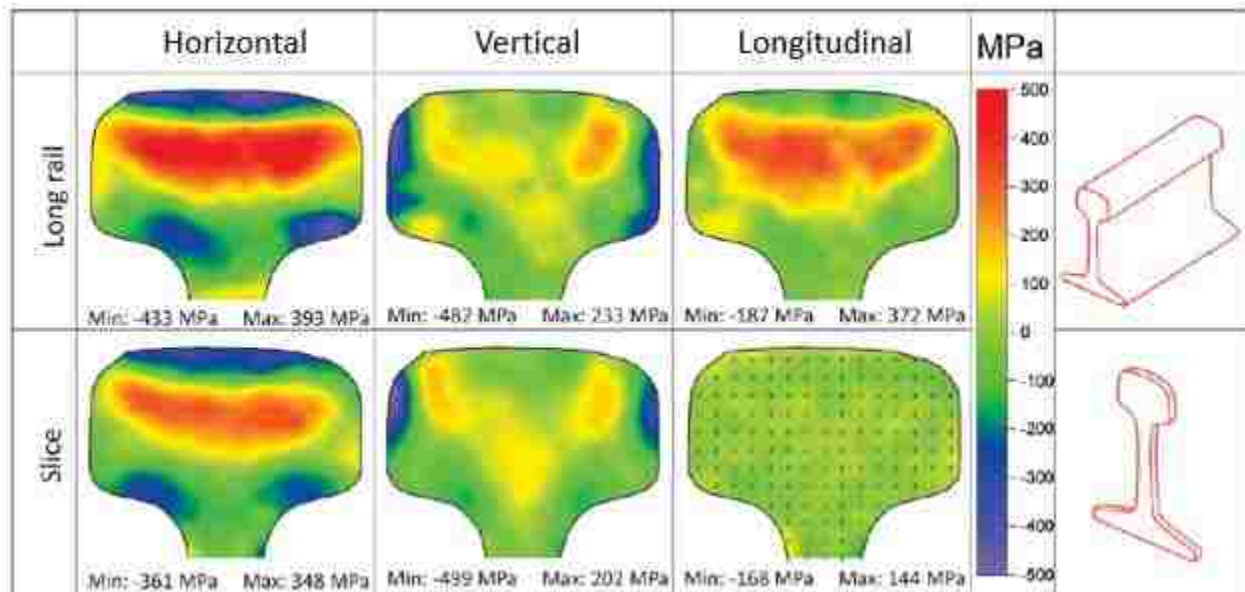 Horizontal Vertical Longitudinal MPa
Long rail
500
400
300
200
100
0
-100
-200
-300
-400
-500
Min: -433 MPa Max: 393 MPa Min: -482 MPa Max: 233 MPa Min: -187 MPa Max: 372 MPa
Slice
Min: -361 MPa Max: 348 MPa Min: -499 MPa Max: 202 MPa Min: -168 MPa Max: 144 MPa